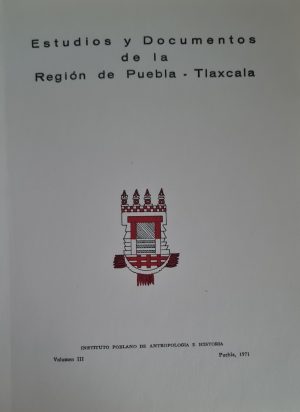 Estudios y Documentos
de la
Región de Puebla - Tlaxcala
INSTITUTO POBLANO DE ANTROPOLOGIA E HISTORIA
Volumen III
Puebla, 1971